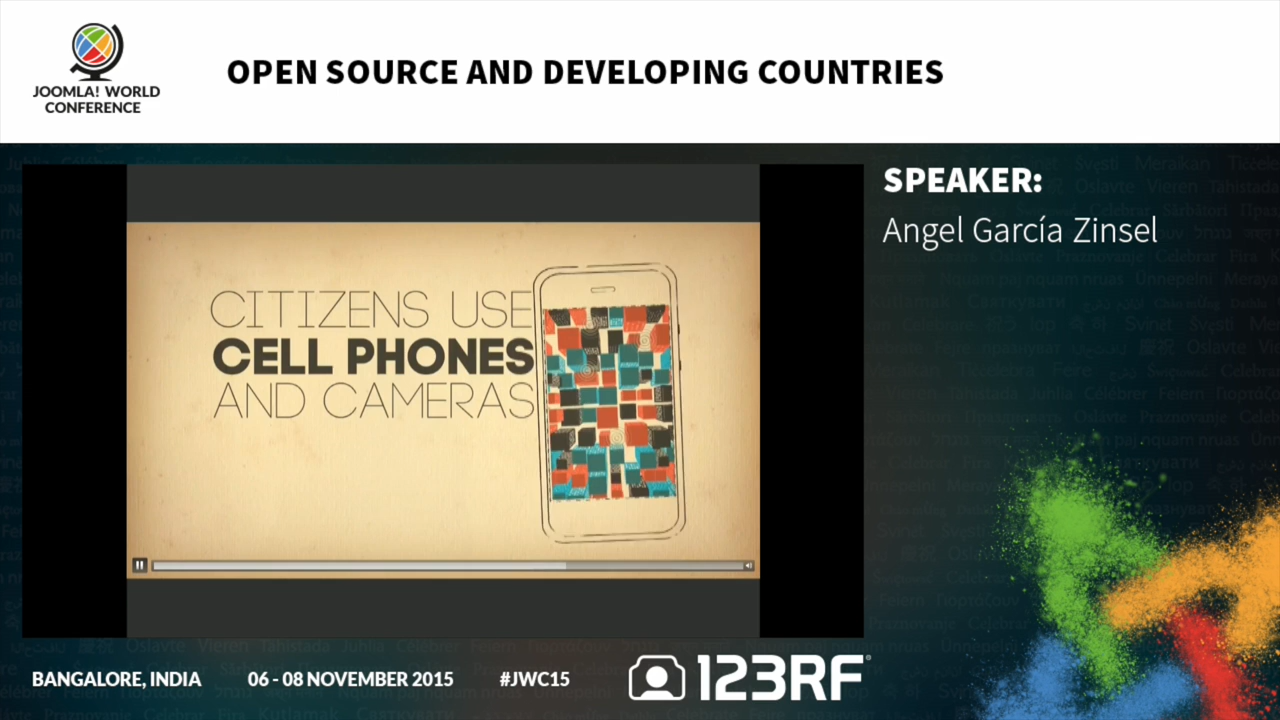 JOOMLA! WORLD
CONFERENCE
OPEN SOURCE AND DEVELOPING COUNTRIES
SPEAKER:
Angel García Zinsel
CITIZENS USE
CELL PHONES
AND CAMERAS
BANGALORE, INDIA
06 - 08 NOVEMBER 2015
#JWC15
123RF®